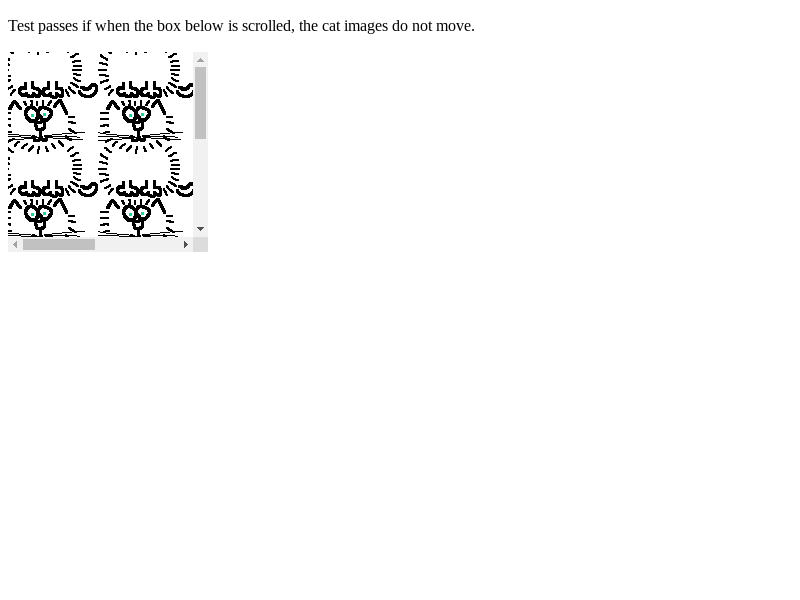 Test passes if when the box below is scrolled, the cat images do not move.